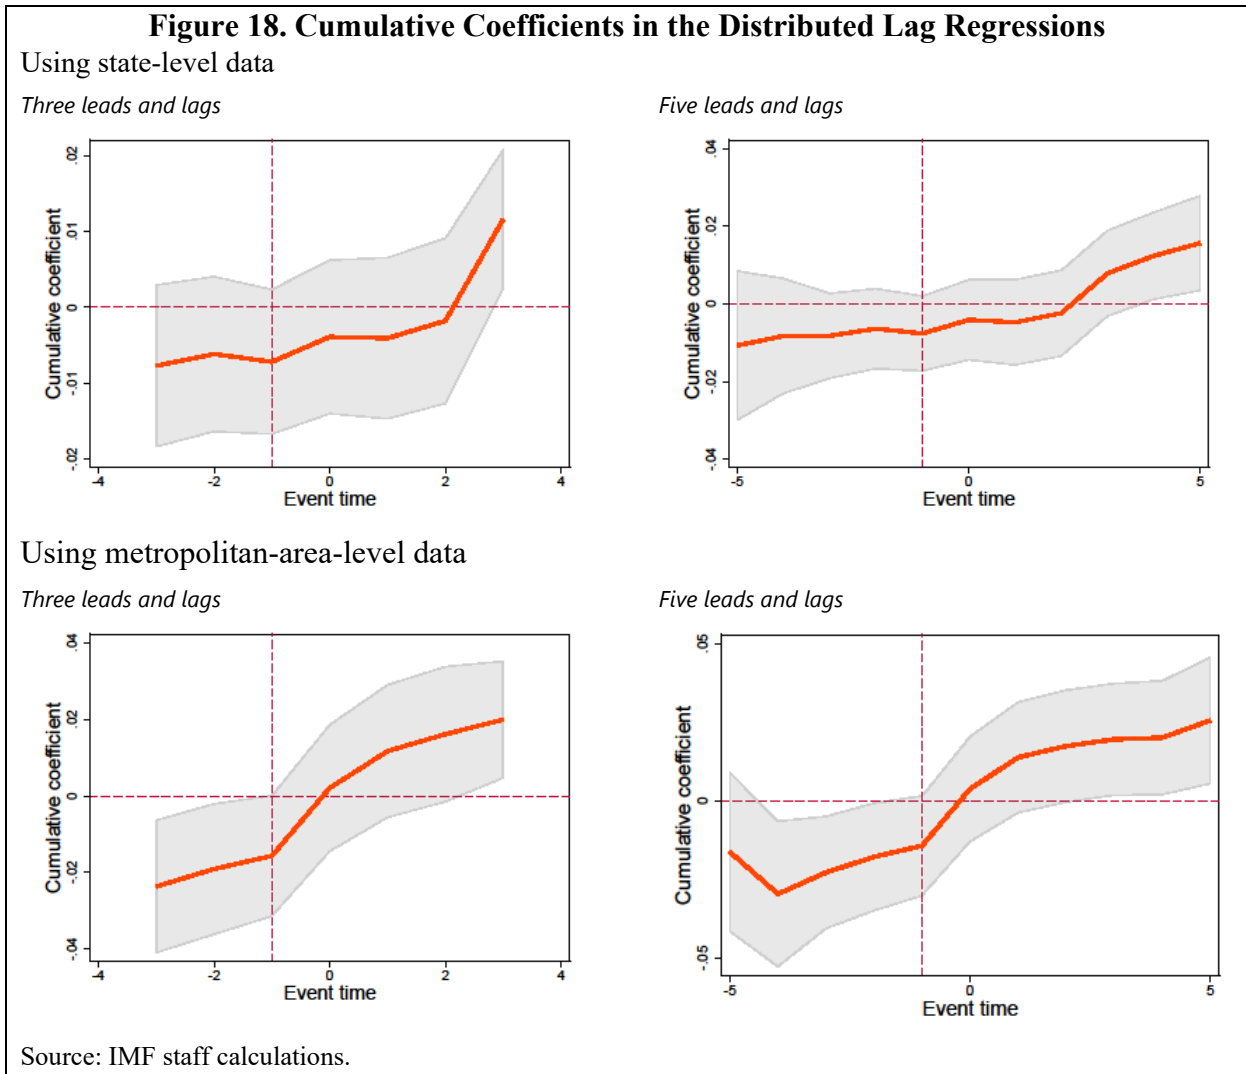 Figure 18. Cumulative Coefficients in the Distributed Lag Regressions
Using state-level data
Three leads and lags
Five leads and lags
Cumulative coefficient
.02
.01
0
-.01
-.02
-4
-2
0
2
4
Event time
Cumulative coefficient
.04
.02
0
-.02
-.04
-5
0
5
Event time
Using metropolitan-area-level data
Three leads and lags
Five leads and lags
Cumulative coefficient
.04
.02
0
-.02
-.04
-4
-2
0
2
4
Event time
Cumulative coefficient
.05
0
-.05
-5
0
5
Event time
Source: IMF staff calculations.